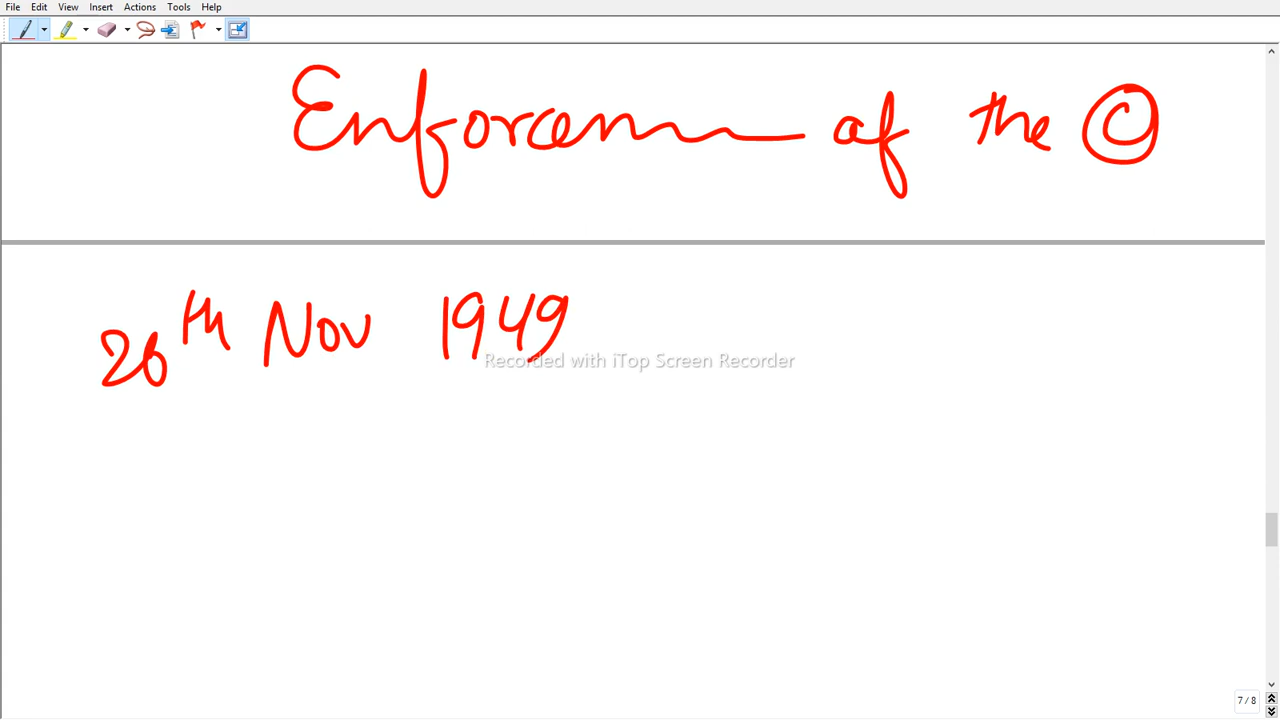 File Edit View Insert Actions Tools Help
Enforcem of the ©
26th Nov 1949
Recorded with iTop Screen Recorder
7 / 8